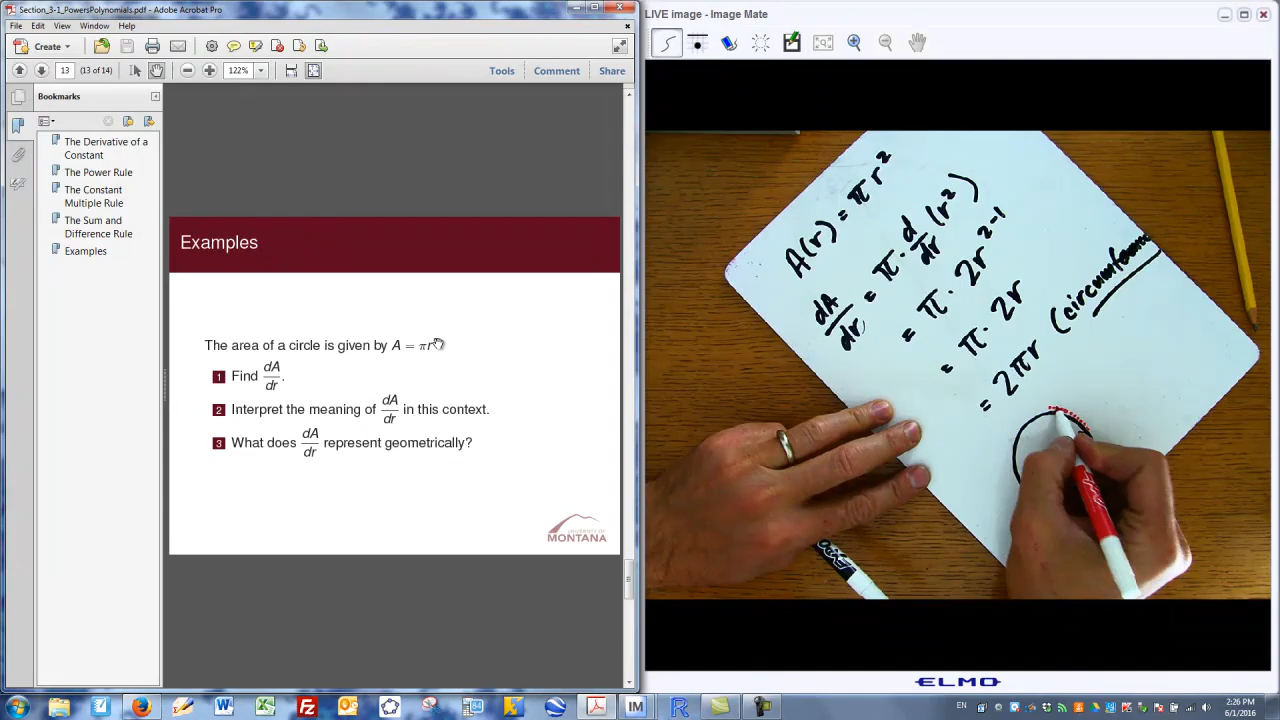 Section_3-1_PowersPolynomials.pdf - Adobe Acrobat Pro
File Edit View Window Help
Create
13 (13 of 14) 122% Tools Comment Share
Bookmarks
The Derivative of a
Constant
The Power Rule
The Constant
Multiple Rule
The Sum and
Difference Rule
Examples
Examples
The area of a circle is given by A = πr
1 Find dA/dr.
2 Interpret the meaning of dA/dr in this context.
3 What does dA/dr represent geometrically?
UNIVERSITY OF
MONTANA
LIVE image - Image Mate
A(r) = πr²
dA/dr = π · d/dr (r²)
= π · 2r²⁻¹
= π · 2r
= 2πr (circumference
ELMO
EN
2:26 PM
6/1/2016